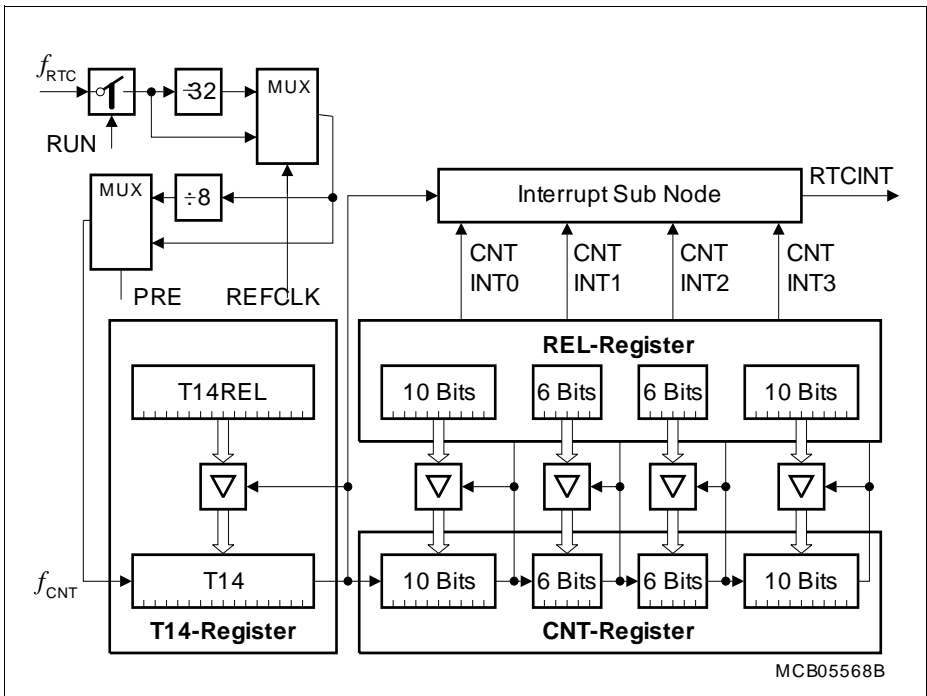 fRTC
RUN
÷32
MUX
MUX
÷8
PRE
REFCLK
Interrupt Sub Node
RTCINT
CNT
INT0
CNT
INT1
CNT
INT2
CNT
INT3
REL-Register
T14REL
10 Bits
6 Bits
6 Bits
10 Bits
fCNT
T14
10 Bits
6 Bits
6 Bits
10 Bits
T14-Register
CNT-Register
MCB05568B